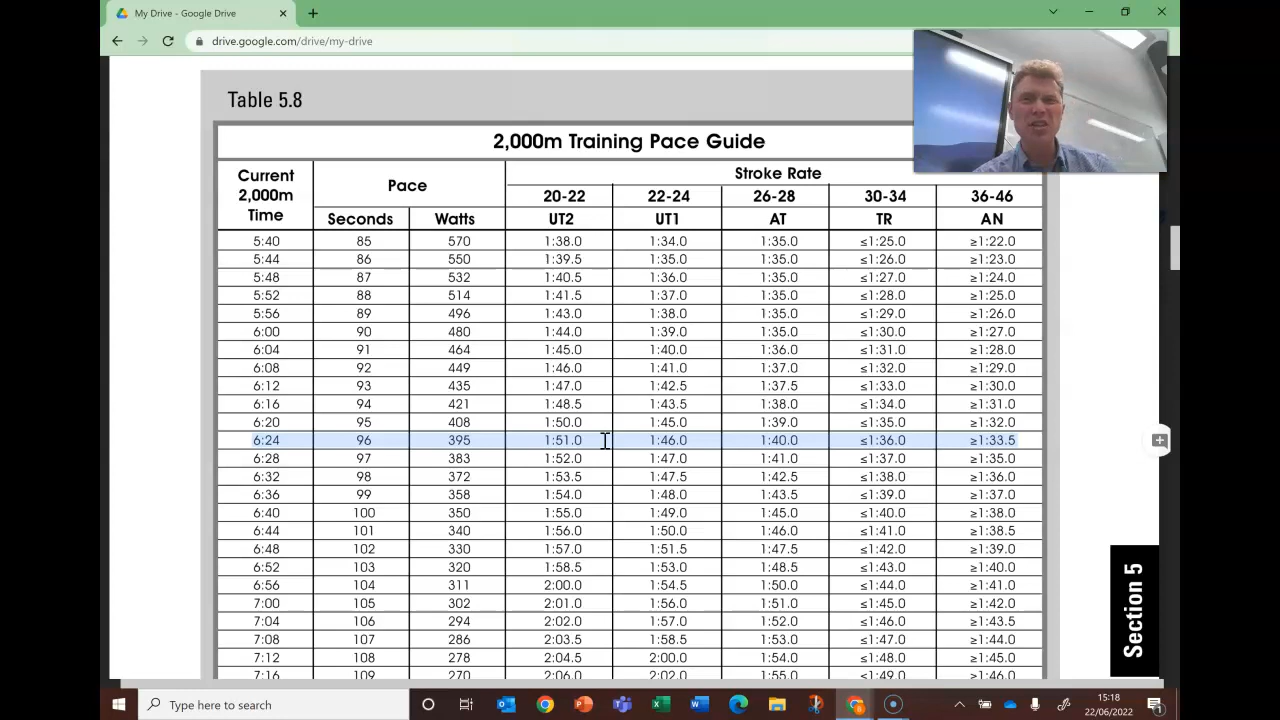 My Drive - Google Drive
drive.google.com/drive/my-drive
Table 5.8
2,000m Training Pace Guide
Current 2,000m Time Pace Stroke Rate
20-22 22-24 26-28 30-34 36-46
Seconds Watts UT2 UT1 AT TR AN
5:40 85 570 1:38.0 1:34.0 1:35.0 ≤1:25.0 ≥1:22.0
5:44 86 550 1:39.5 1:35.0 1:35.0 ≤1:26.0 ≥1:23.0
5:48 87 532 1:40.5 1:36.0 1:35.0 ≤1:27.0 ≥1:24.0
5:52 88 514 1:41.5 1:37.0 1:35.0 ≤1:28.0 ≥1:25.0
5:56 89 496 1:43.0 1:38.0 1:35.0 ≤1:29.0 ≥1:26.0
6:00 90 480 1:44.0 1:39.0 1:35.0 ≤1:30.0 ≥1:27.0
6:04 91 464 1:45.0 1:40.0 1:36.0 ≤1:31.0 ≥1:28.0
6:08 92 449 1:46.0 1:41.0 1:37.0 ≤1:32.0 ≥1:29.0
6:12 93 435 1:47.0 1:42.5 1:37.5 ≤1:33.0 ≥1:30.0
6:16 94 421 1:48.5 1:43.5 1:38.0 ≤1:34.0 ≥1:31.0
6:20 95 408 1:50.0 1:45.0 1:39.0 ≤1:35.0 ≥1:32.0
6:24 96 395 1:51.0 1:46.0 1:40.0 ≤1:36.0 ≥1:33.5
6:28 97 383 1:52.0 1:47.0 1:41.0 ≤1:37.0 ≥1:35.0
6:32 98 372 1:53.5 1:47.5 1:42.5 ≤1:38.0 ≥1:36.0
6:36 99 358 1:54.0 1:48.0 1:43.5 ≤1:39.0 ≥1:37.0
6:40 100 350 1:55.0 1:49.0 1:45.0 ≤1:40.0 ≥1:38.0
6:44 101 340 1:56.0 1:50.0 1:46.0 ≤1:41.0 ≥1:38.5
6:48 102 330 1:57.0 1:51.5 1:47.5 ≤1:42.0 ≥1:39.0
6:52 103 320 1:58.5 1:53.0 1:48.5 ≤1:43.0 ≥1:40.0
6:56 104 311 2:00.0 1:54.5 1:50.0 ≤1:44.0 ≥1:41.0
7:00 105 302 2:01.0 1:56.0 1:51.0 ≤1:45.0 ≥1:42.0
7:04 106 294 2:02.0 1:57.0 1:52.0 ≤1:46.0 ≥1:43.5
7:08 107 286 2:03.5 1:58.5 1:53.0 ≤1:47.0 ≥1:44.0
7:12 108 278 2:04.5 2:00.0 1:54.0 ≤1:48.0 ≥1:45.0
7:16 109 270 2:06.0 2:02.0 1:55.0 ≤1:49.0 ≥1:46.0
Section 5
Type here to search
15:18
22/06/2022